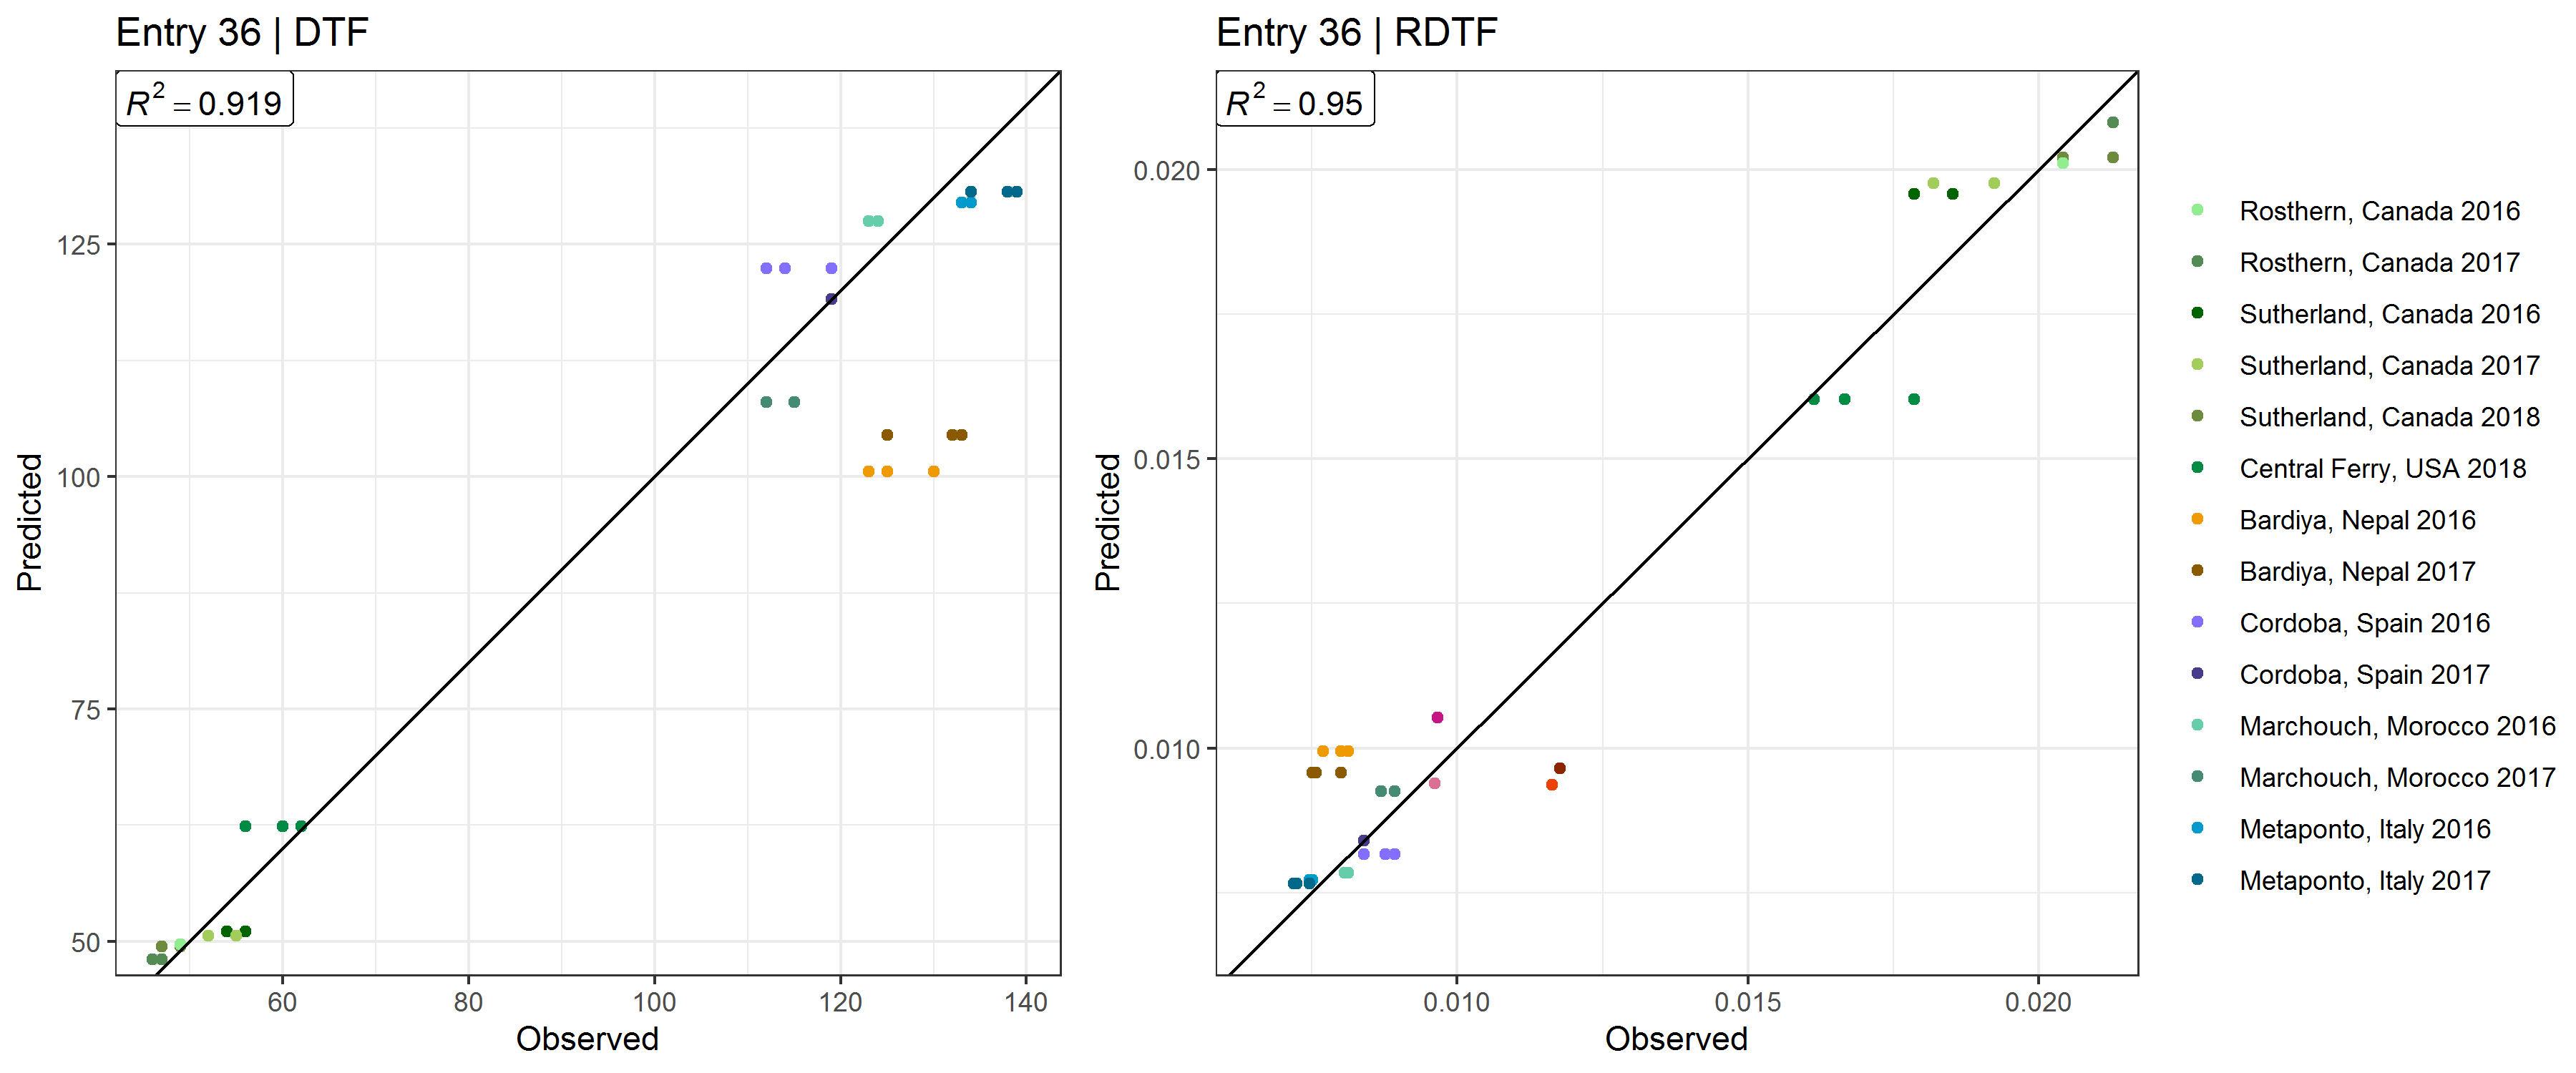 Entry 36 | DTF
R² = 0.919
125
100
75
50
Predicted
60 80 100 120 140
Observed
Entry 36 | RDTF
R² = 0.95
0.020
0.015
0.010
Predicted
0.010 0.015 0.020
Observed
Rosthern, Canada 2016
Rosthern, Canada 2017
Sutherland, Canada 2016
Sutherland, Canada 2017
Sutherland, Canada 2018
Central Ferry, USA 2018
Bardiya, Nepal 2016
Bardiya, Nepal 2017
Cordoba, Spain 2016
Cordoba, Spain 2017
Marchouch, Morocco 2016
Marchouch, Morocco 2017
Metaponto, Italy 2016
Metaponto, Italy 2017